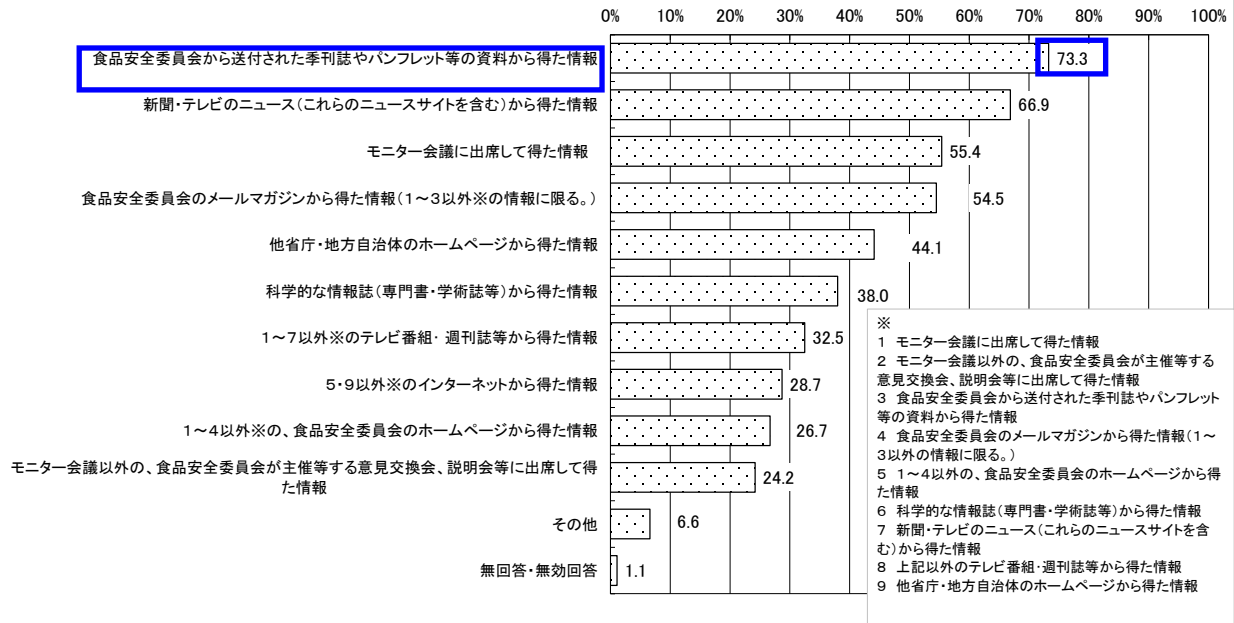 0% 10% 20% 30% 40% 50% 60% 70% 80% 90% 100%
食品安全委員会から送付された季刊誌やパンフレット等の資料から得た情報 73.3
新聞・テレビのニュース(これらのニュースサイトを含む)から得た情報 66.9
モニター会議に出席して得た情報 55.4
食品安全委員会のメールマガジンから得た情報(1～3以外※の情報に限る。) 54.5
他省庁・地方自治体のホームページから得た情報 44.1
科学的な情報誌(専門書・学術誌等)から得た情報 38.0
1～7以外※のテレビ番組・週刊誌等から得た情報 32.5
5・9以外※のインターネットから得た情報 28.7
1～4以外※の、食品安全委員会のホームページから得た情報 26.7
モニター会議以外の、食品安全委員会が主催等する意見交換会、説明会等に出席して得
た情報 24.2
その他 6.6
無回答・無効回答 1.1
※
1 モニター会議に出席して得た情報
2 モニター会議以外の、食品安全委員会が主催等する
意見交換会、説明会等に出席して得た情報
3 食品安全委員会から送付された季刊誌やパンフレット
等の資料から得た情報
4 食品安全委員会のメールマガジンから得た情報(1～
3以外の情報に限る。)
5 1～4以外の、食品安全委員会のホームページから得
た情報
6 科学的な情報誌(専門書・学術誌等)から得た情報
7 新聞・テレビのニュース(これらのニュースサイトを含
む)から得た情報
8 上記以外のテレビ番組・週刊誌等から得た情報
9 他省庁・地方自治体のホームページから得た情報